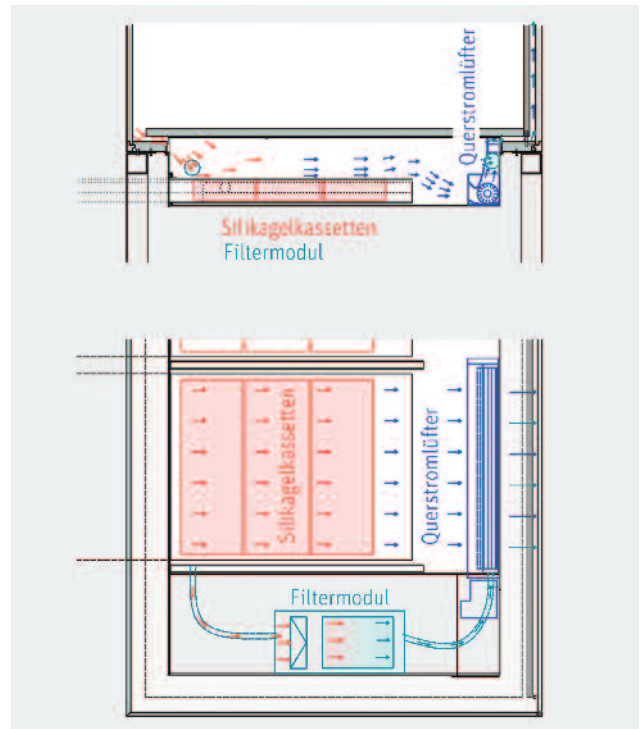 Querstromlüfter
Silikagelkassetten
Filtermodul
Silikagelkassetten
Querstromlüfter
Filtermodul